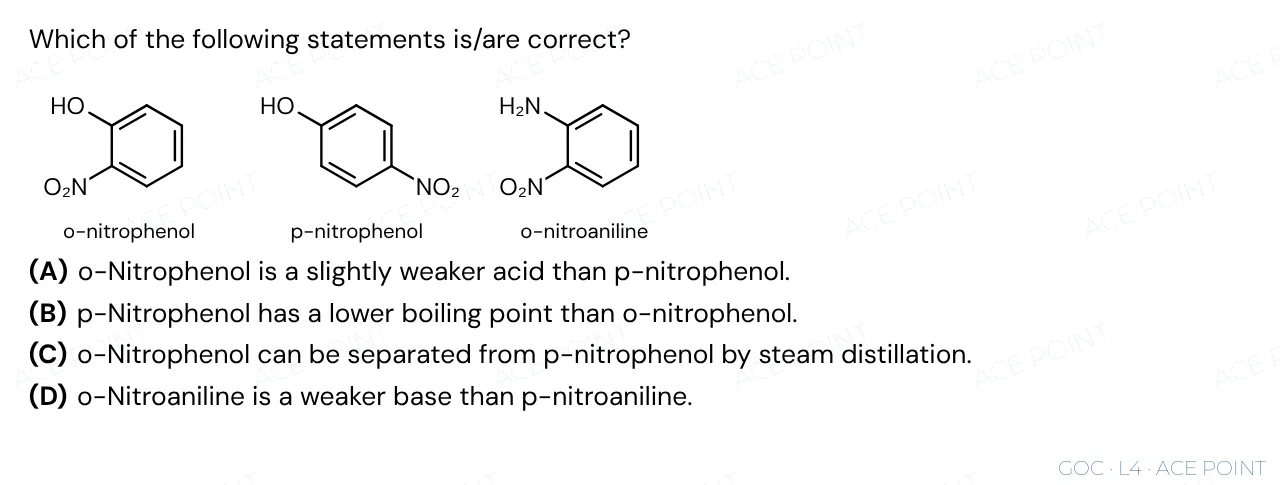 Which of the following statements is/are correct?
HO HO H₂N
O₂N NO₂ O₂N
o-nitrophenol p-nitrophenol o-nitroaniline
(A) o-Nitrophenol is a slightly weaker acid than p-nitrophenol.
(B) p-Nitrophenol has a lower boiling point than o-nitrophenol.
(C) o-Nitrophenol can be separated from p-nitrophenol by steam distillation.
(D) o-Nitroaniline is a weaker base than p-nitroaniline.
GOC · L4 · ACE POINT